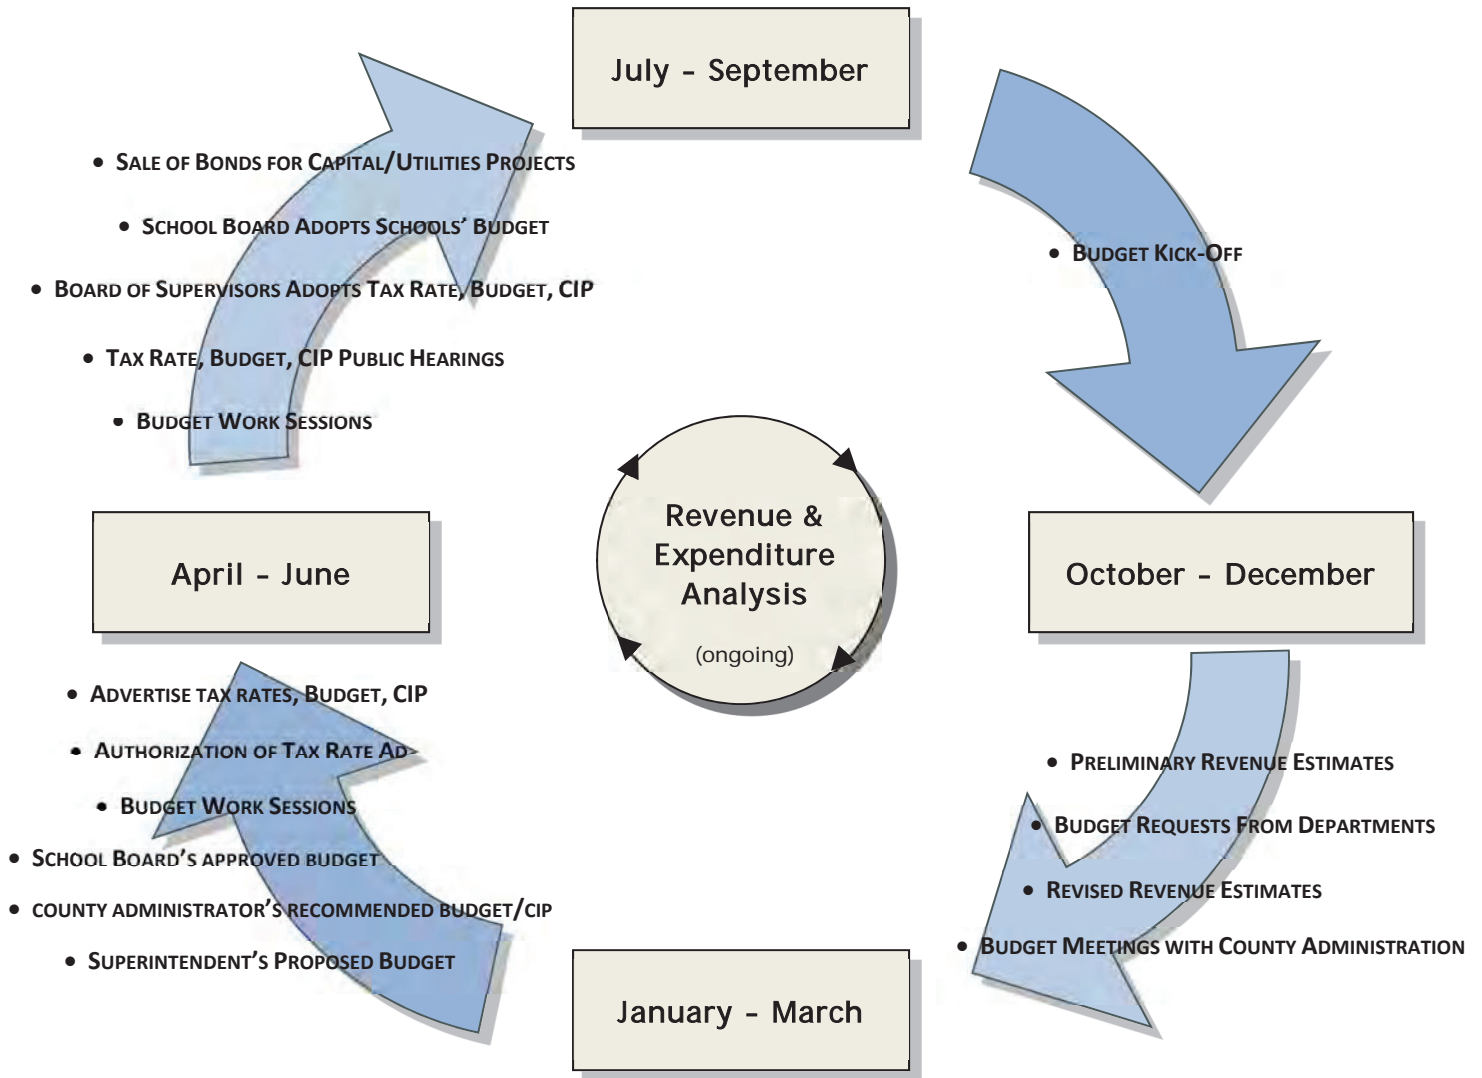 July - September
• Sale of Bonds for Capital/Utilities Projects
• School Board Adopts Schools' Budget
• Board of Supervisors Adopts Tax Rate, Budget, CIP
• Tax Rate, Budget, CIP Public Hearings
• Budget Work Sessions
• Budget Kick-Off
Revenue &
Expenditure
Analysis
(ongoing)
April - June
October - December
• Advertise tax rates, Budget, CIP
• Authorization of Tax Rate Ad
• Budget Work Sessions
• School Board's approved budget
• county administrator's recommended budget/cip
• Superintendent's Proposed Budget
• Preliminary Revenue Estimates
• Budget Requests From Departments
• Revised Revenue Estimates
• Budget Meetings with County Administration
January - March